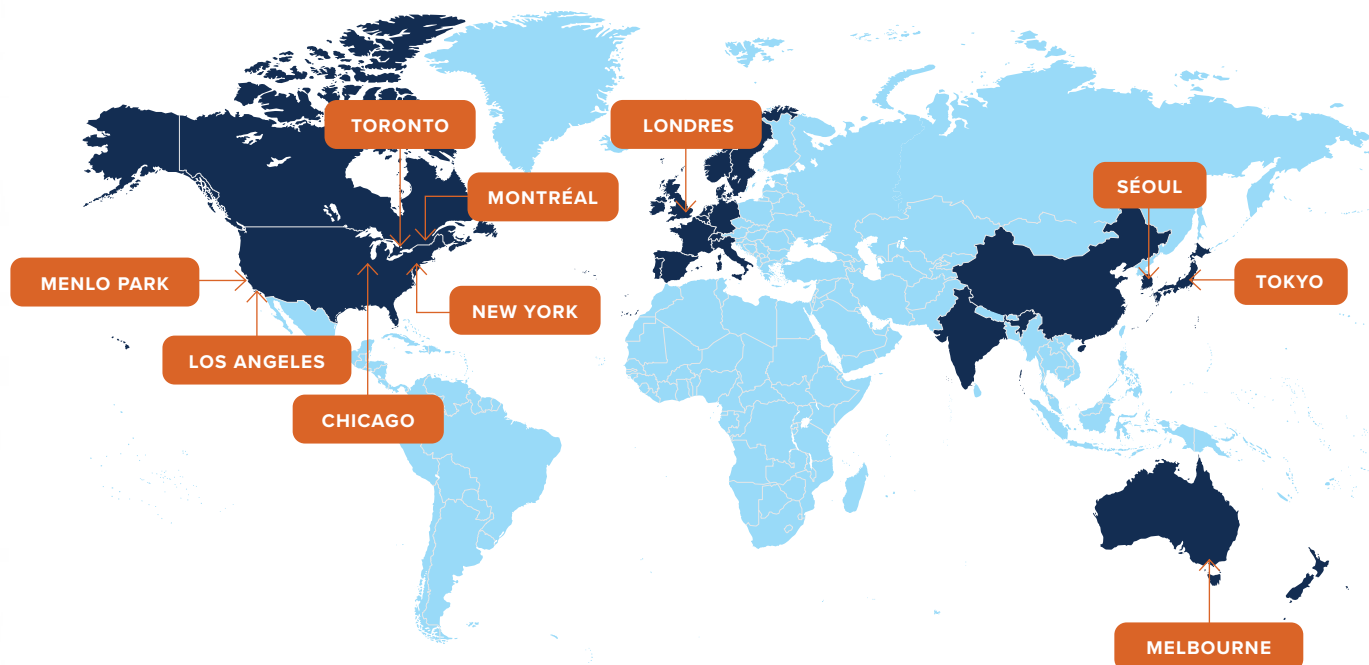 TORONTO
LONDRES
MONTRÉAL
SÉOUL
MENLO PARK
TOKYO
NEW YORK
LOS ANGELES
CHICAGO
MELBOURNE